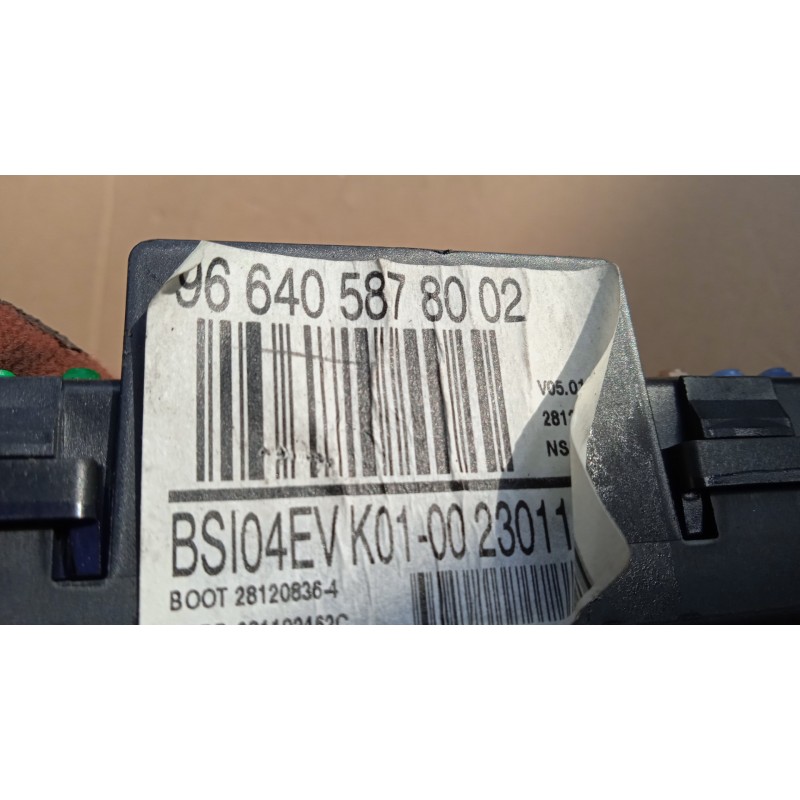 96 640 587 80 02
V05.01
281
NS
BSI04EV K01-00 23011
BOOT 28120836-4